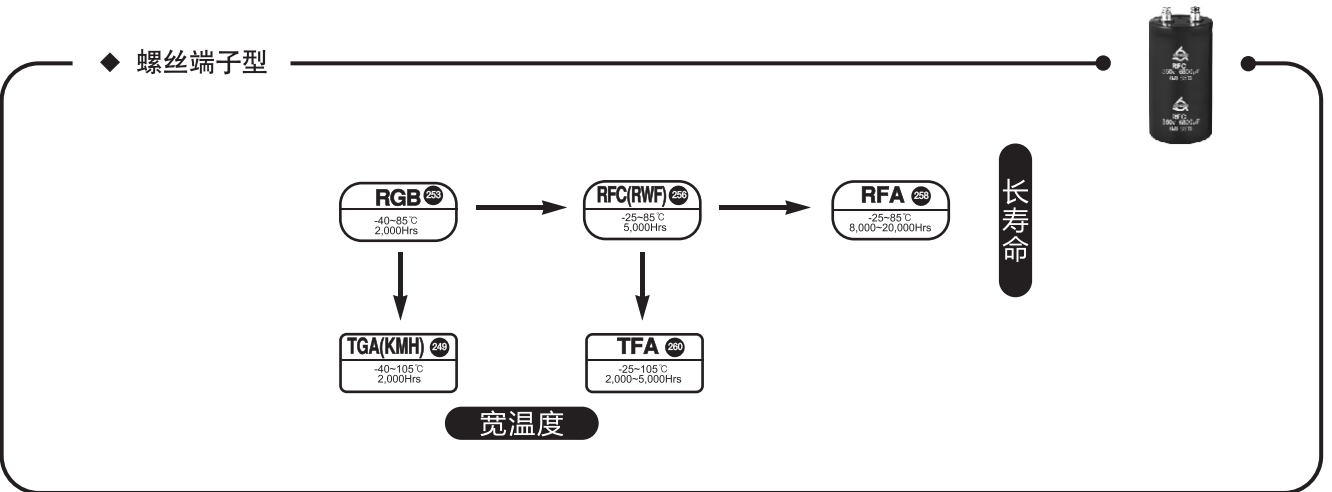 ◆ 螺丝端子型
RFC
RFC
RGB 253
-40~85℃
2,000Hrs
RFC(RWF) 256
-25~85℃
5,000Hrs
RFA 258
-25~85℃
8,000~20,000Hrs
长寿命
TGA(KMH) 249
-40~105℃
2,000Hrs
TFA 260
-25~105℃
2,000~5,000Hrs
宽温度